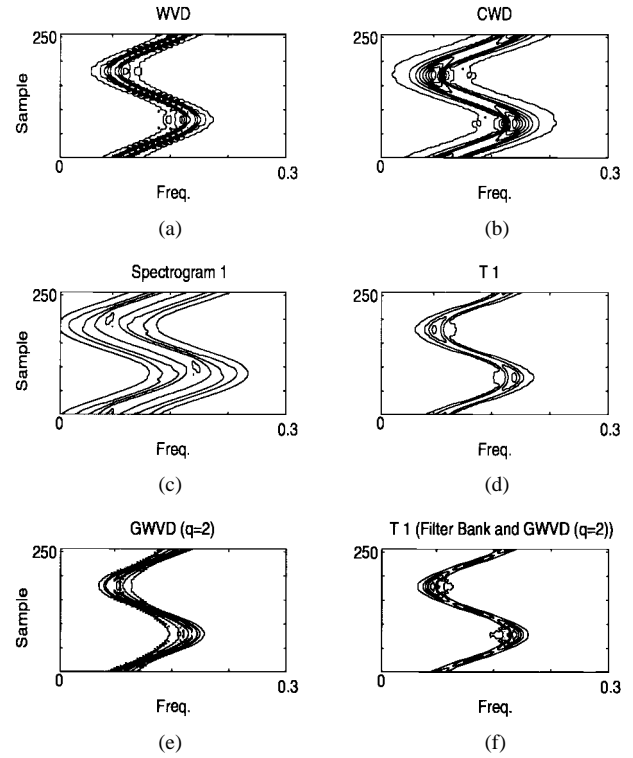 WVD
CWD
250
250
Sample
0
0.3
0
0.3
Freq.
Freq.
(a)
(b)
Spectrogram 1
T 1
250
250
Sample
0
0.3
0
0.3
Freq.
Freq.
(c)
(d)
GWVD (q=2)
T 1 (Filter Bank and GWVD (q=2))
250
250
Sample
0
0.3
0
0.3
Freq.
Freq.
(e)
(f)